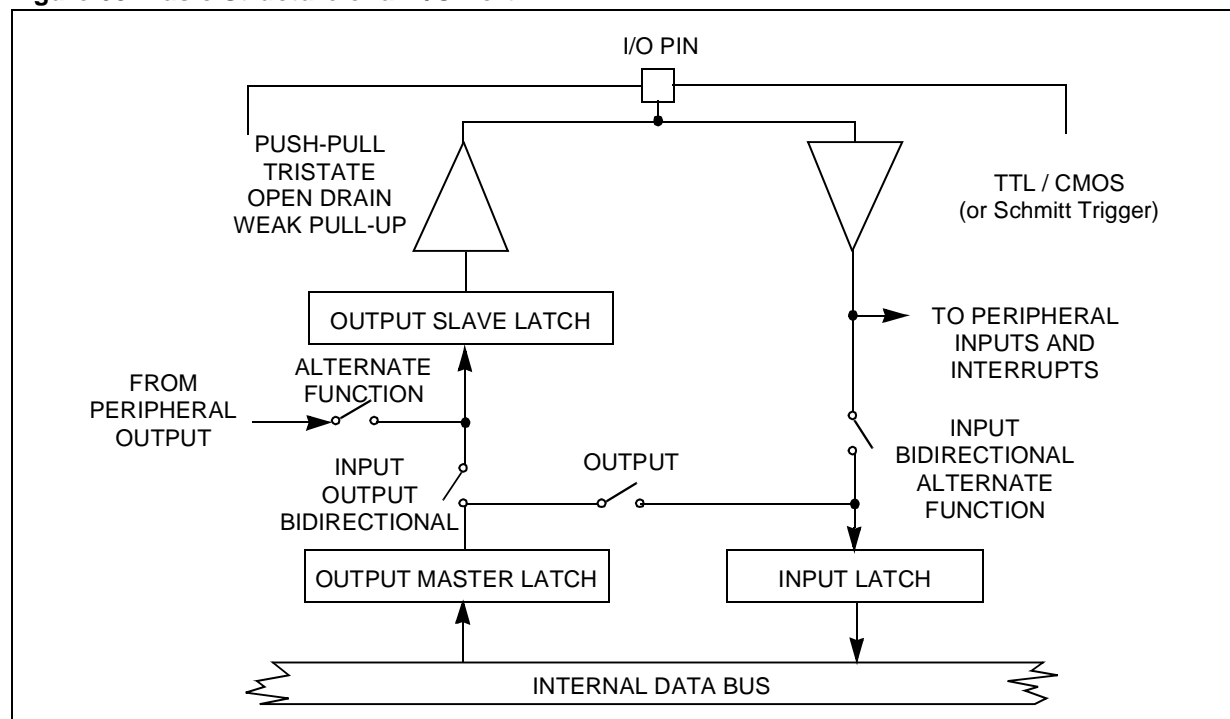 I/O PIN
PUSH-PULL
TRISTATE
OPEN DRAIN
WEAK PULL-UP
TTL / CMOS
(or Schmitt Trigger)
OUTPUT SLAVE LATCH
TO PERIPHERAL
INPUTS AND
INTERRUPTS
ALTERNATE
FUNCTION
FROM
PERIPHERAL
OUTPUT
INPUT
OUTPUT
BIDIRECTIONAL
OUTPUT
INPUT
BIDIRECTIONAL
ALTERNATE
FUNCTION
OUTPUT MASTER LATCH
INPUT LATCH
INTERNAL DATA BUS